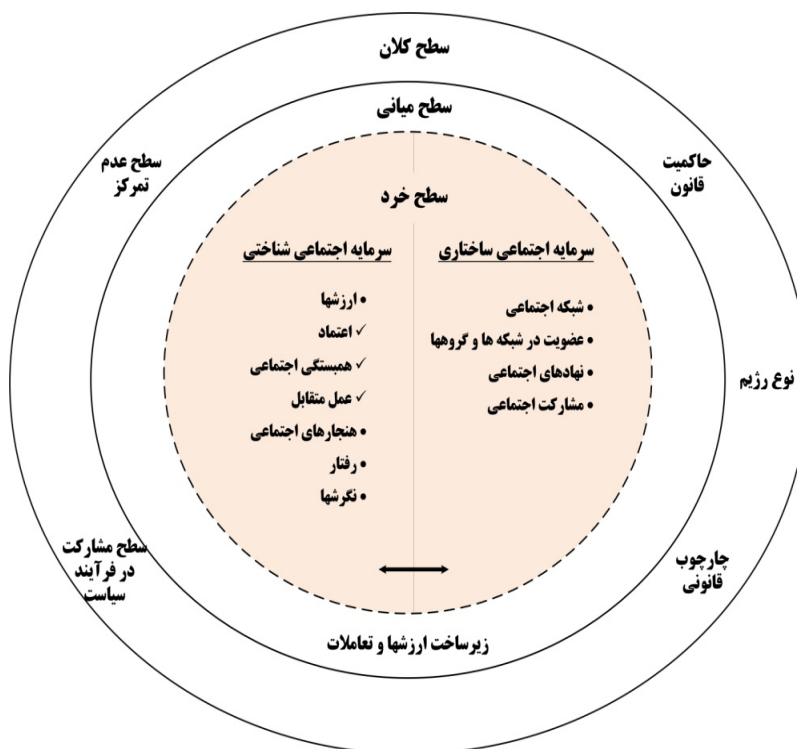 سطح کلان
سطح میانی
سطح عدم
تمرکز
حاکمیت
قانون
سطح خرد
سرمایه اجتماعی ساختاری
• شبکه اجتماعی
• عضویت در شبکه ها و گروهها
• نهادهای اجتماعی
• مشارکت اجتماعی
سرمایه اجتماعی شناختی
• ارزشها
✓ اعتماد
✓ همبستگی اجتماعی
✓ عمل متقابل
• هنجارهای اجتماعی
• رفتار
• نگرشها
نوع رژیم
چارچوب
قانونی
سطح مشارکت
در فرآیند
سیاست
زیرساخت ارزشها و تعاملات